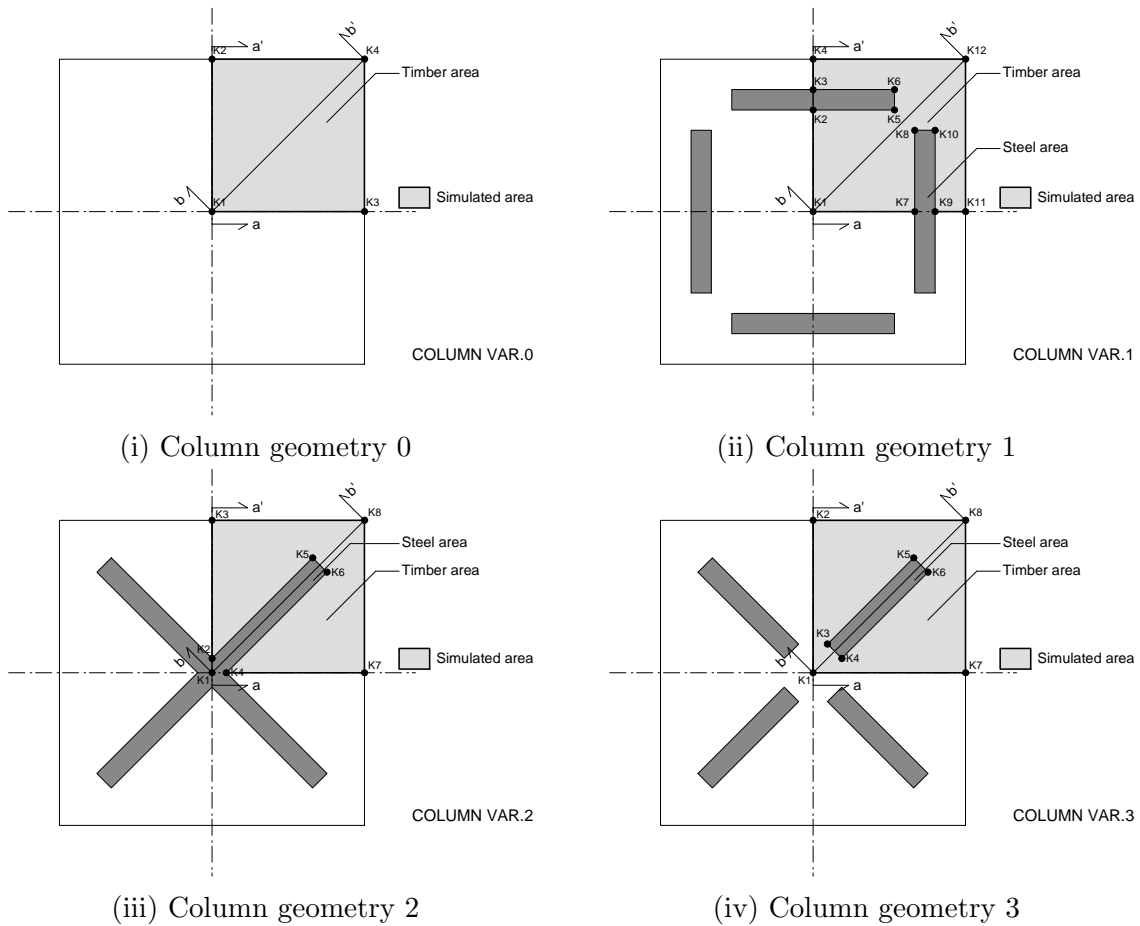 K2
a'
b'
K4
Timber area
b
K1
K3
Simulated area
a
COLUMN VAR.0
(i) Column geometry 0
K4
a'
b'
K12
K3
K6
Timber area
K2
K5
K8
K10
Steel area
b
K1
K7
K9
K11
Simulated area
a
COLUMN VAR.1
(ii) Column geometry 1
K3
a'
b'
K8
K5
Steel area
K6
Timber area
K2
b
K4
Simulated area
K1
K7
a
COLUMN VAR.2
(iii) Column geometry 2
K2
a'
b'
K8
K5
Steel area
K6
Timber area
K3
b
K4
Simulated area
K1
K7
a
COLUMN VAR.3
(iv) Column geometry 3